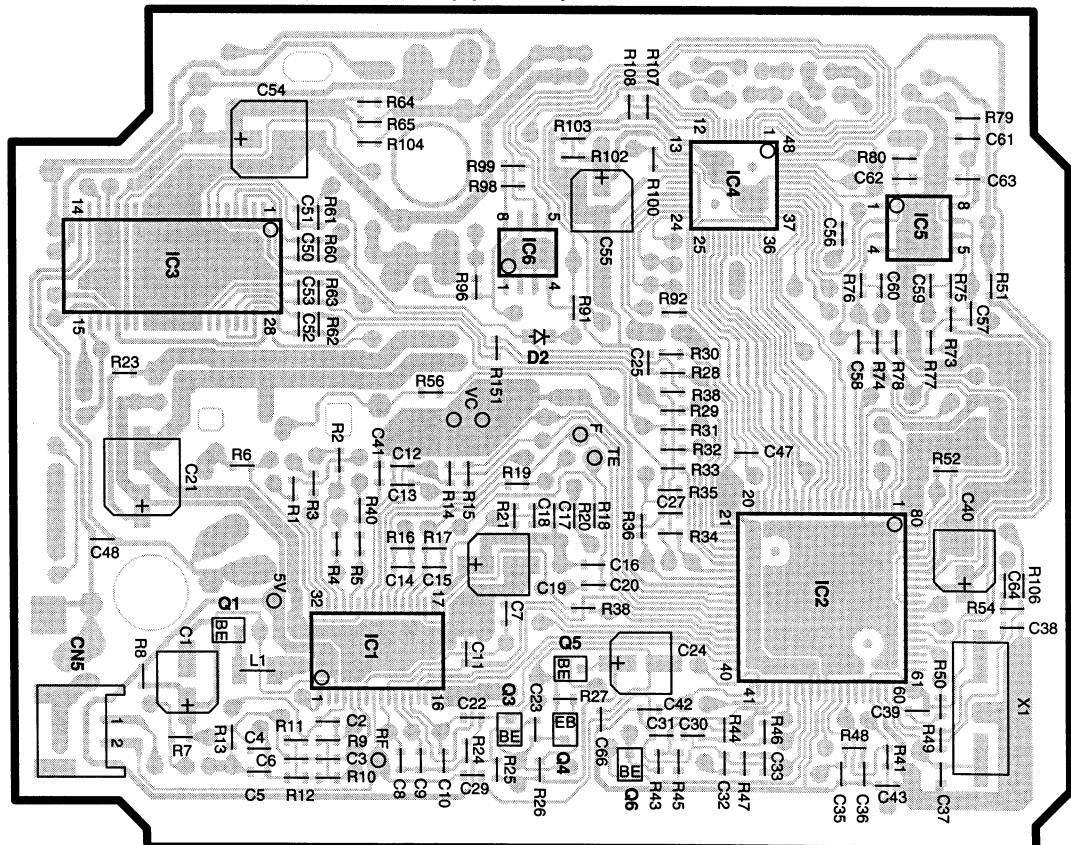 C54
R64
R65
R104
R108
R107
R103
R102
R99
R98
13
12
1
48
R100
IC4
24
25
36
37
R79
C61
R80
C62
C63
1
8
IC5
4
5
C56
14
1
IC3
15
28
C51
R61
C50
R60
C53
R63
C52
R62
8
5
IC6
1
4
C55
R96
R91
R92
D2
R76
C60
C59
R75
R51
C57
R73
C58
R74
R78
R77
R23
R56
VC
R151
C25
R30
R28
R38
R29
R31
R32
R33
R35
C27
R34
C47
F
TE
C21
R6
R2
C41
C12
C13
R1
R3
R40
R14
R15
R19
R21
C18
C17
R20
R18
R36
R52
20
21
1
80
IC2
40
41
60
61
C40
C48
R16
R17
C14
C15
R4
R5
C19
C16
C20
R38
R106
C64
R54
C38
5V
Q1
BE
32
17
IC1
1
16
C7
C11
Q5
BE
C24
CN5
1
2
R8
C1
L1
R7
R13
C4
C6
C5
R11
R12
C2
R9
C3
R10
RF
C8
C9
C10
C22
R24
C29
Q3
BE
R25
C23
R26
EB
Q4
R27
C66
C42
C31
C30
BE
Q6
R43
R45
R44
C32
R47
R46
C33
R48
C35
C36
R41
C43
C39
R50
R49
C37
X1